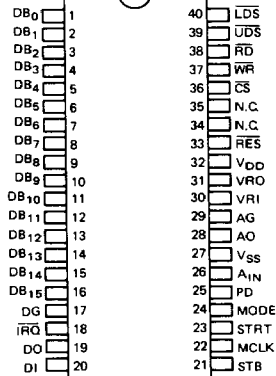 DB0 1 40 LDS
DB1 2 39 UDS
DB2 3 38 RD
DB3 4 37 WR
DB4 5 36 CS
DB5 6 35 N.C.
DB6 7 34 N.C.
DB7 8 33 RES
DB8 9 32 VDD
DB9 10 31 VRO
DB10 11 30 VRI
DB11 12 29 AG
DB12 13 28 AO
DB13 14 27 VSS
DB14 15 26 AIN
DB15 16 25 PD
DG 17 24 MODE
IRQ 18 23 STRT
DO 19 22 MCLK
DI 20 21 STB